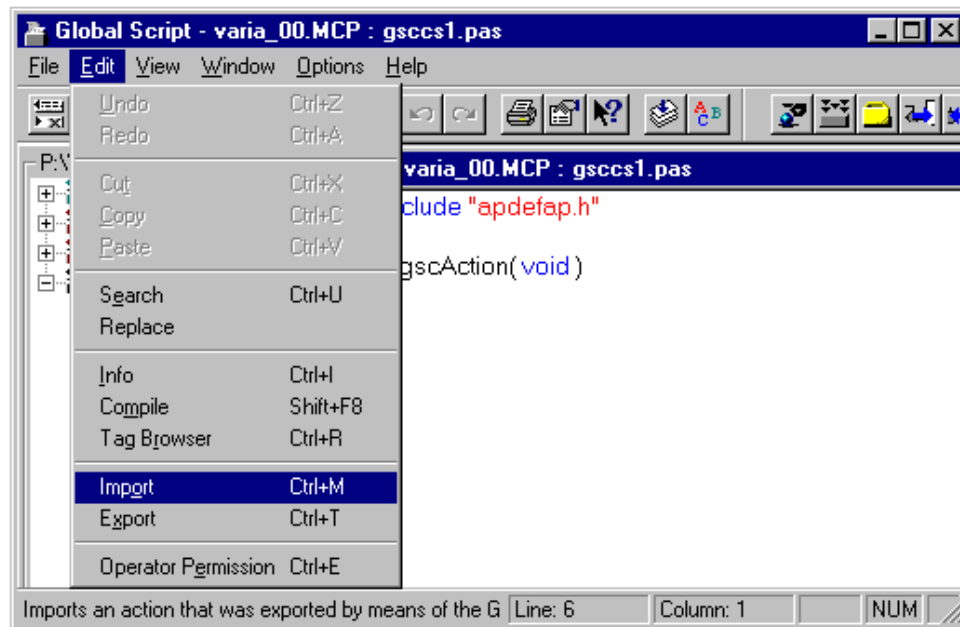 Global Script - varia_00.MCP : gsccs1.pas
File Edit View Window Options Help
A B C
P:\
varia_00.MCP : gsccs1.pas
Undo Ctrl+Z
Redo Ctrl+A
Cut Ctrl+X
Copy Ctrl+C
Paste Ctrl+V
Search Ctrl+U
Replace
Info Ctrl+I
Compile Shift+F8
Tag Browser Ctrl+R
Import Ctrl+M
Export Ctrl+T
Operator Permission Ctrl+E
clude "apdefap.h"
gscAction( void )
Imports an action that was exported by means of the G Line: 6 Column: 1 NUM